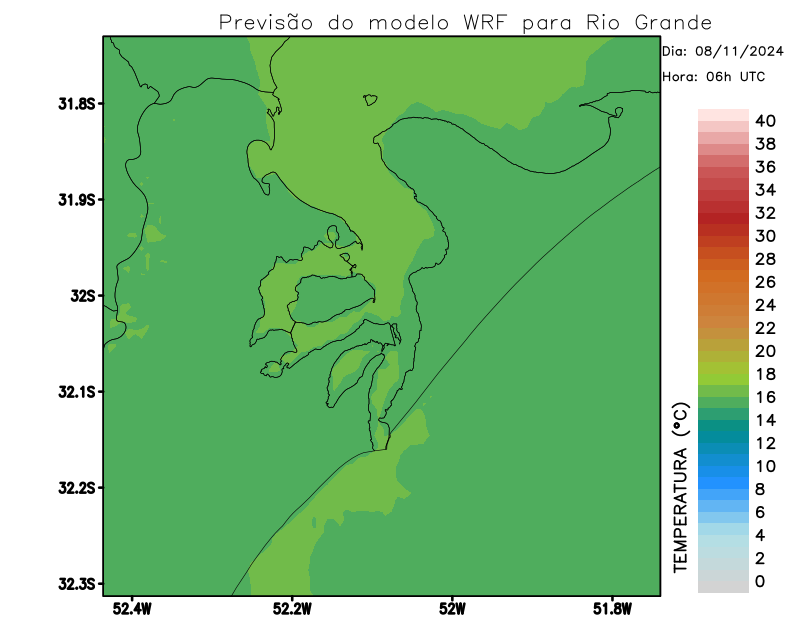 Previsão do modelo WRF para Rio Grande
Dia: 08/11/2024
Hora: 06h UTC
31.8S
31.9S
32S
32.1S
32.2S
32.3S
52.4W
52.2W
52W
51.8W
TEMPERATURA (°C)
40
38
36
34
32
30
28
26
24
22
20
18
16
14
12
10
8
6
4
2
0